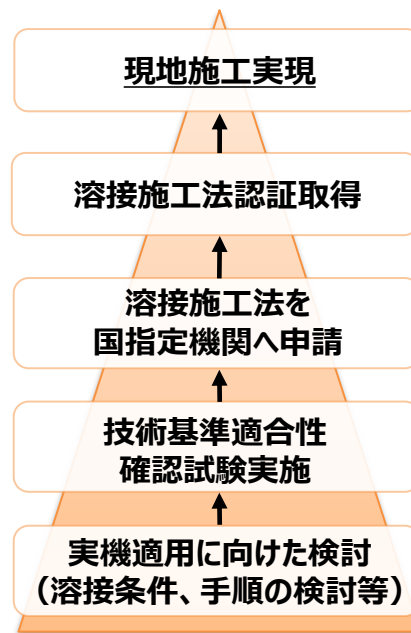 現地施工実現
溶接施工法認証取得
溶接施工法を
国指定機関へ申請
技術基準適合性
確認試験実施
実機適用に向けた検討
（溶接条件、手順の検討等）